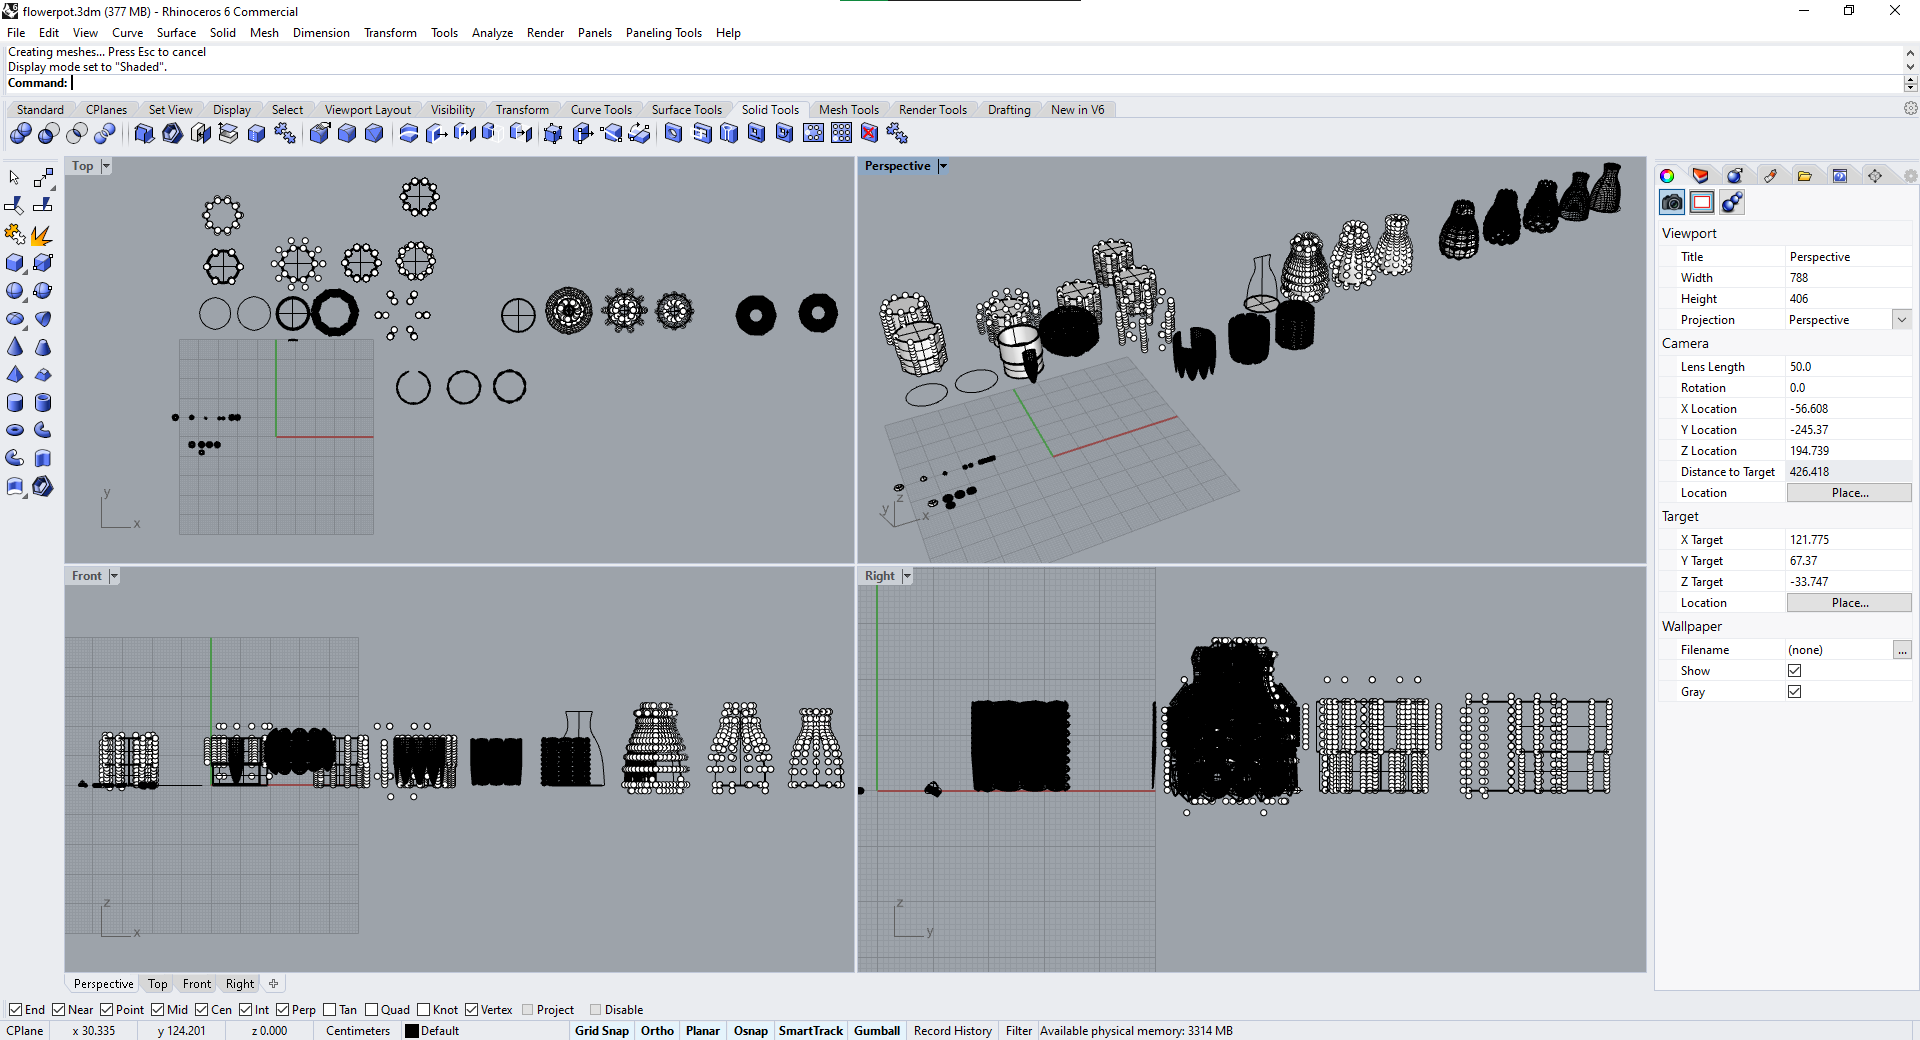 flowerpot.3dm (377 MB) - Rhinoceros 6 Commercial
File Edit View Curve Surface Solid Mesh Dimension Transform Tools Analyze Render Panels Paneling Tools Help
Creating meshes... Press Esc to cancel
Display mode set to "Shaded".
Command:
Standard CPlanes Set View Display Select Viewport Layout Visibility Transform Curve Tools Surface Tools Solid Tools Mesh Tools Render Tools Drafting New in V6
Top
y
x
Perspective
z
y
x
Front
z
x
Right
z
y
Viewport
Title Perspective
Width 788
Height 406
Projection Perspective
Camera
Lens Length 50.0
Rotation 0.0
X Location -56.608
Y Location -245.37
Z Location 194.739
Distance to Target 426.418
Location Place...
Target
X Target 121.775
Y Target 67.37
Z Target -33.747
Location Place...
Wallpaper
Filename (none) ...
Show
Gray
Perspective Top Front Right
End Near Point Mid Cen Int Perp Tan Quad Knot Vertex Project Disable
CPlane x 30.335 y 124.201 z 0.000 Centimeters Default Grid Snap Ortho Planar Osnap SmartTrack Gumball Record History Filter Available physical memory: 3314 MB